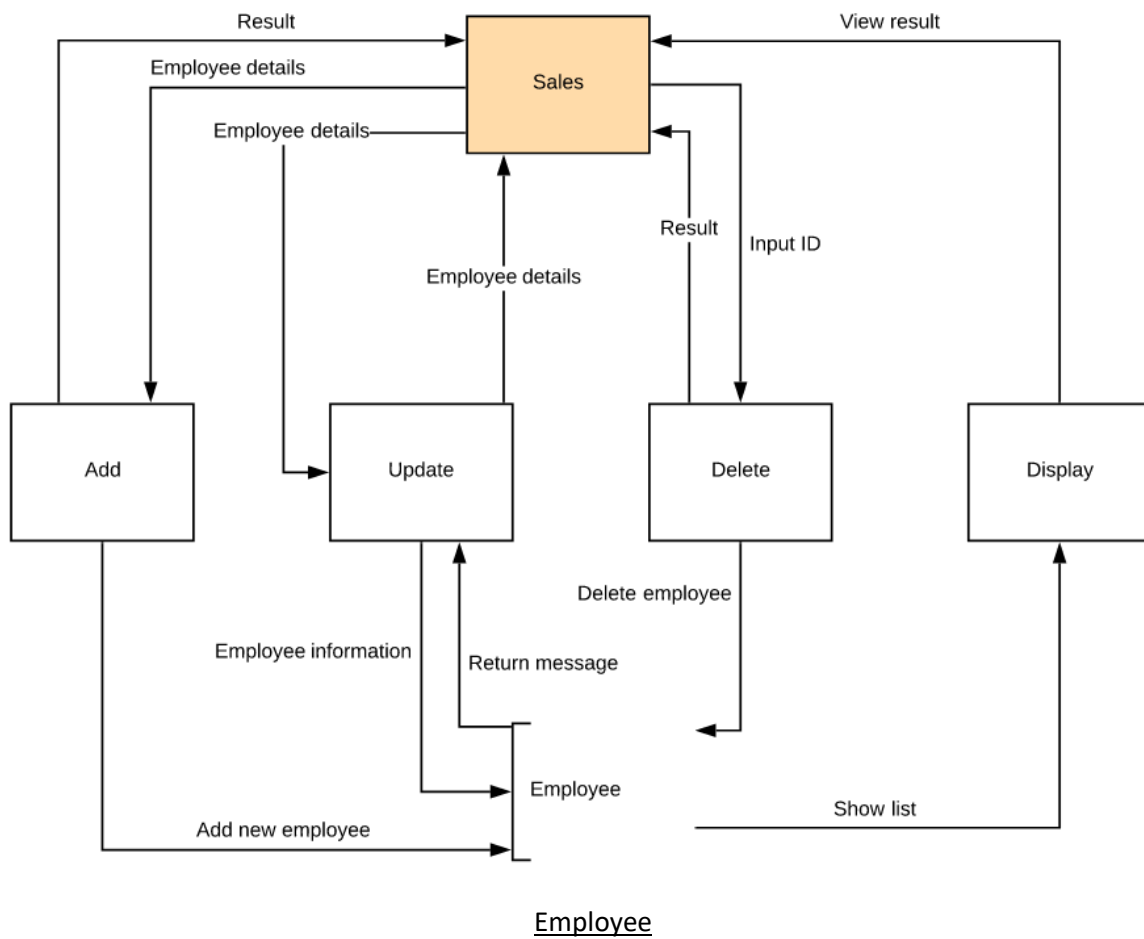 Result
View result
Employee details
Sales
Employee details
Result
Input ID
Employee details
Add
Update
Delete
Display
Delete employee
Employee information
Return message
Employee
Show list
Add new employee
Employee